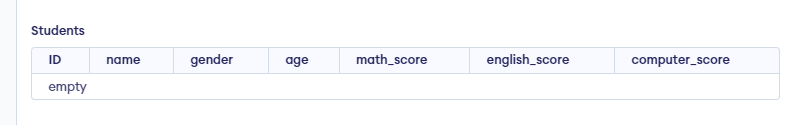 Students
ID name gender age math_score english_score computer_score
empty